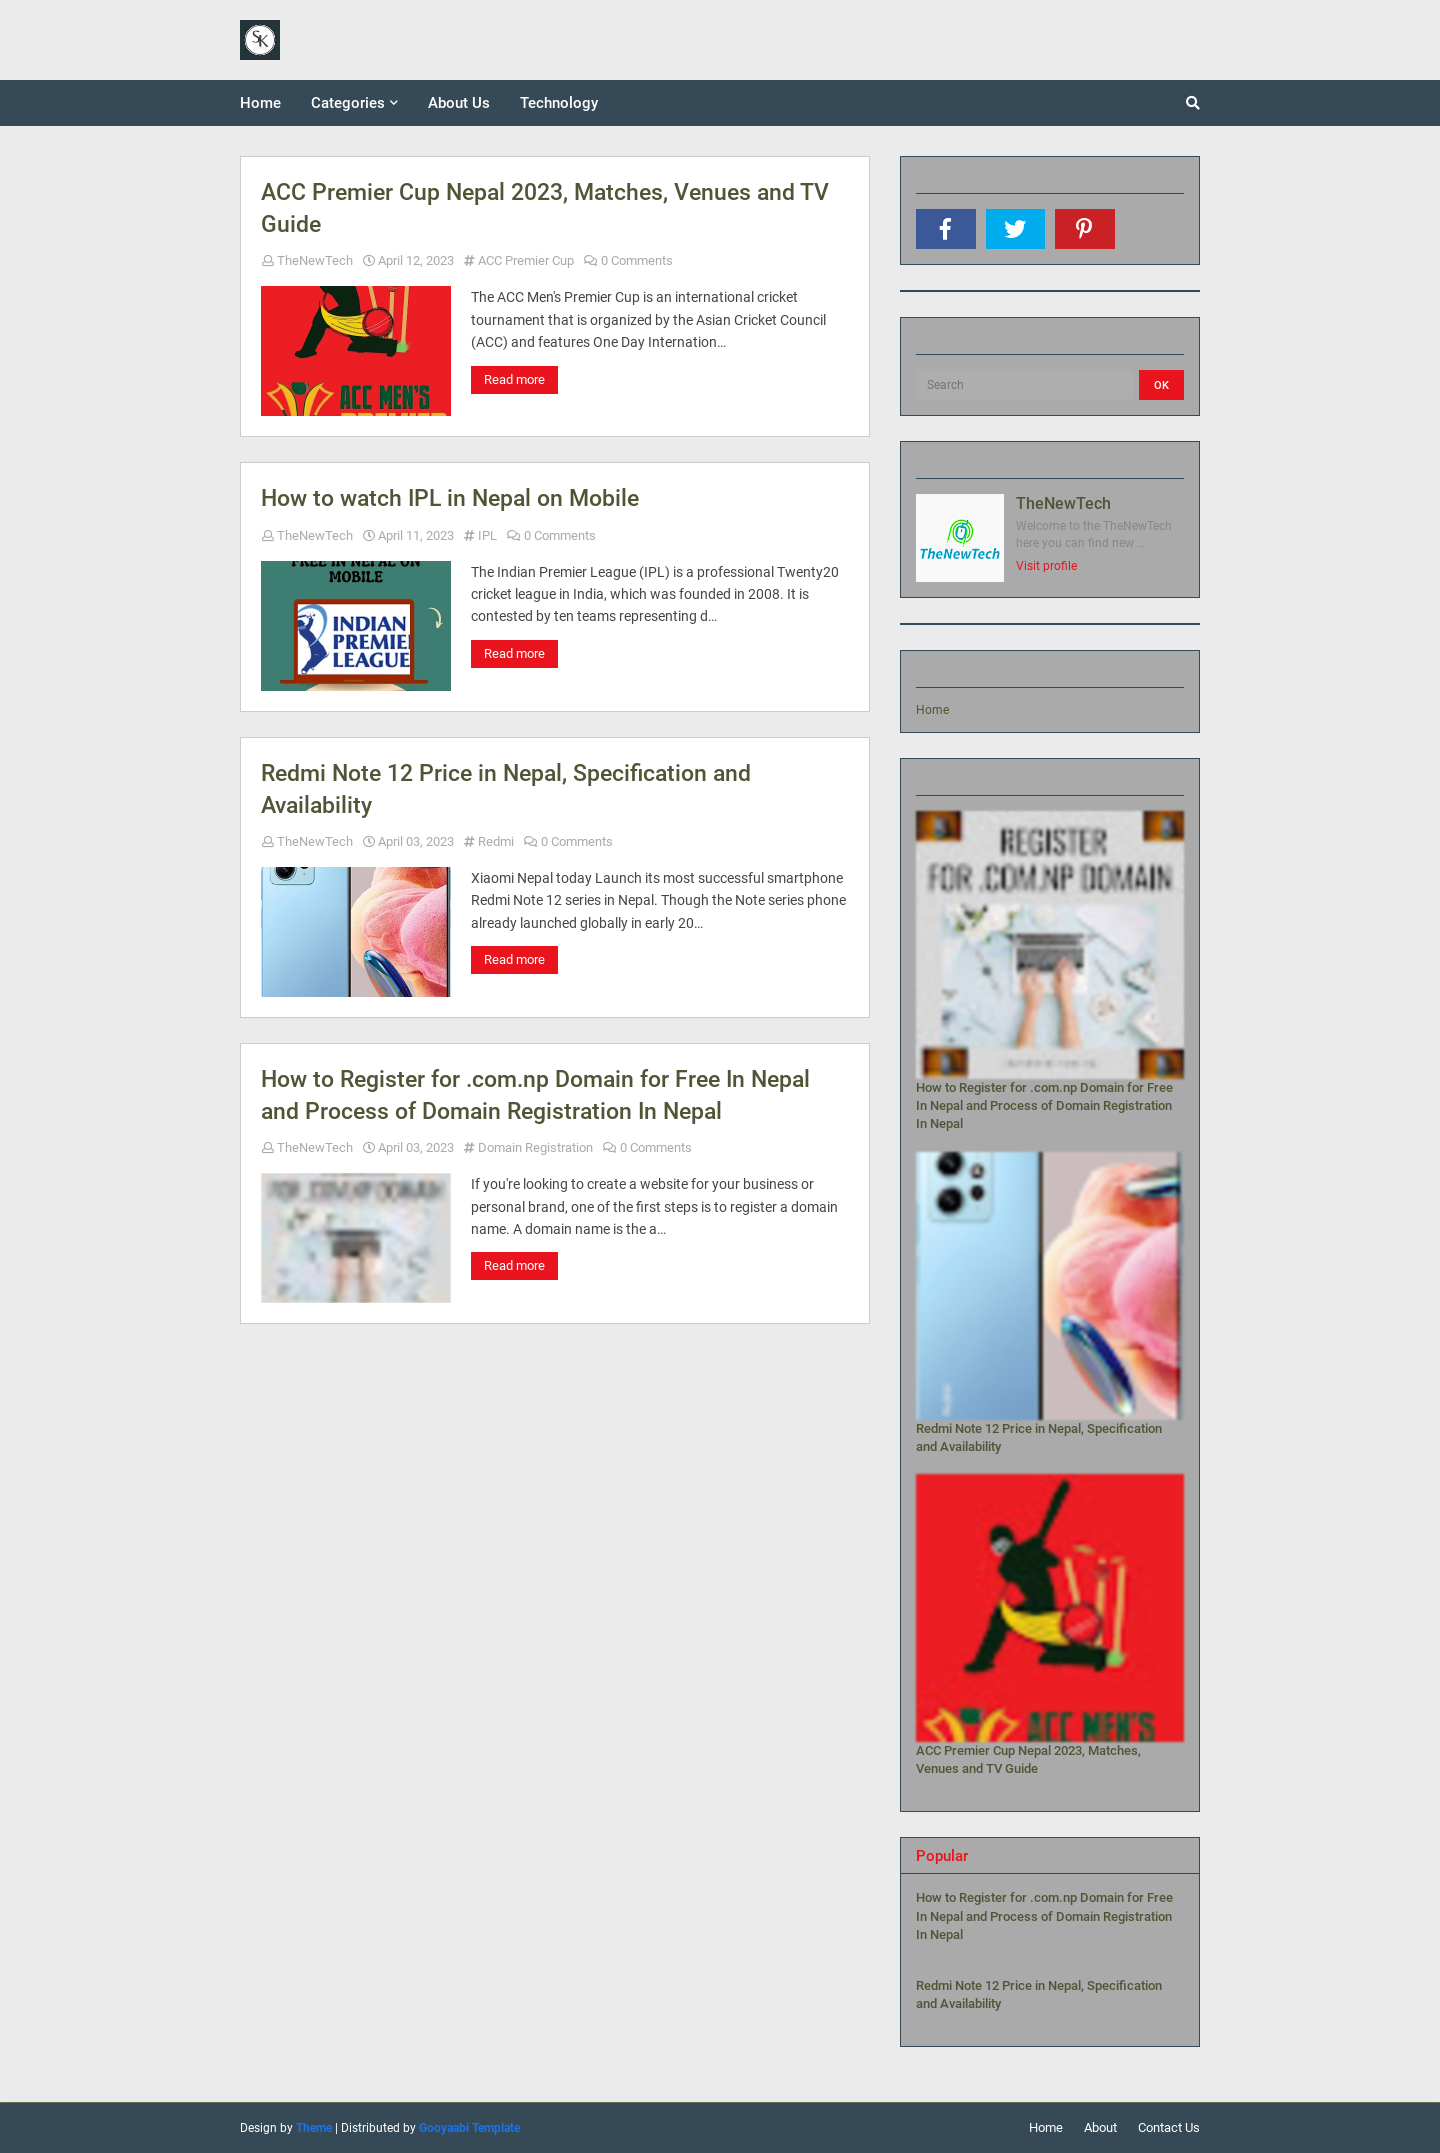 SK
Home Categories About Us Technology
ACC Premier Cup Nepal 2023, Matches, Venues and TV
Guide
TheNewTech April 12, 2023 # ACC Premier Cup 0 Comments
ACC MEN'S
PREMIER
The ACC Men's Premier Cup is an international cricket
tournament that is organized by the Asian Cricket Council
(ACC) and features One Day Internation…
Read more
How to watch IPL in Nepal on Mobile
TheNewTech April 11, 2023 # IPL 0 Comments
FREE IN NEPAL ON
MOBILE
INDIAN
PREMIER
LEAGUE
The Indian Premier League (IPL) is a professional Twenty20
cricket league in India, which was founded in 2008. It is
contested by ten teams representing d…
Read more
Redmi Note 12 Price in Nepal, Specification and
Availability
TheNewTech April 03, 2023 # Redmi 0 Comments
Xiaomi Nepal today Launch its most successful smartphone
Redmi Note 12 series in Nepal. Though the Note series phone
already launched globally in early 20…
Read more
How to Register for .com.np Domain for Free In Nepal
and Process of Domain Registration In Nepal
TheNewTech April 03, 2023 # Domain Registration 0 Comments
FOR .COM.NP DOMAIN
If you're looking to create a website for your business or
personal brand, one of the first steps is to register a domain
name. A domain name is the a…
Read more
Search OK
TheNewTech
TheNewTech
Welcome to the TheNewTech
here you can find new ...
Visit profile
Home
REGISTER
FOR .COM.NP DOMAIN
How to Register for .com.np Domain for Free
In Nepal and Process of Domain Registration
In Nepal
Redmi Note 12 Price in Nepal, Specification
and Availability
ACC MEN'S
ACC Premier Cup Nepal 2023, Matches,
Venues and TV Guide
Popular
How to Register for .com.np Domain for Free
In Nepal and Process of Domain Registration
In Nepal
Redmi Note 12 Price in Nepal, Specification
and Availability
Design by Theme | Distributed by Gooyaabi Template
Home About Contact Us